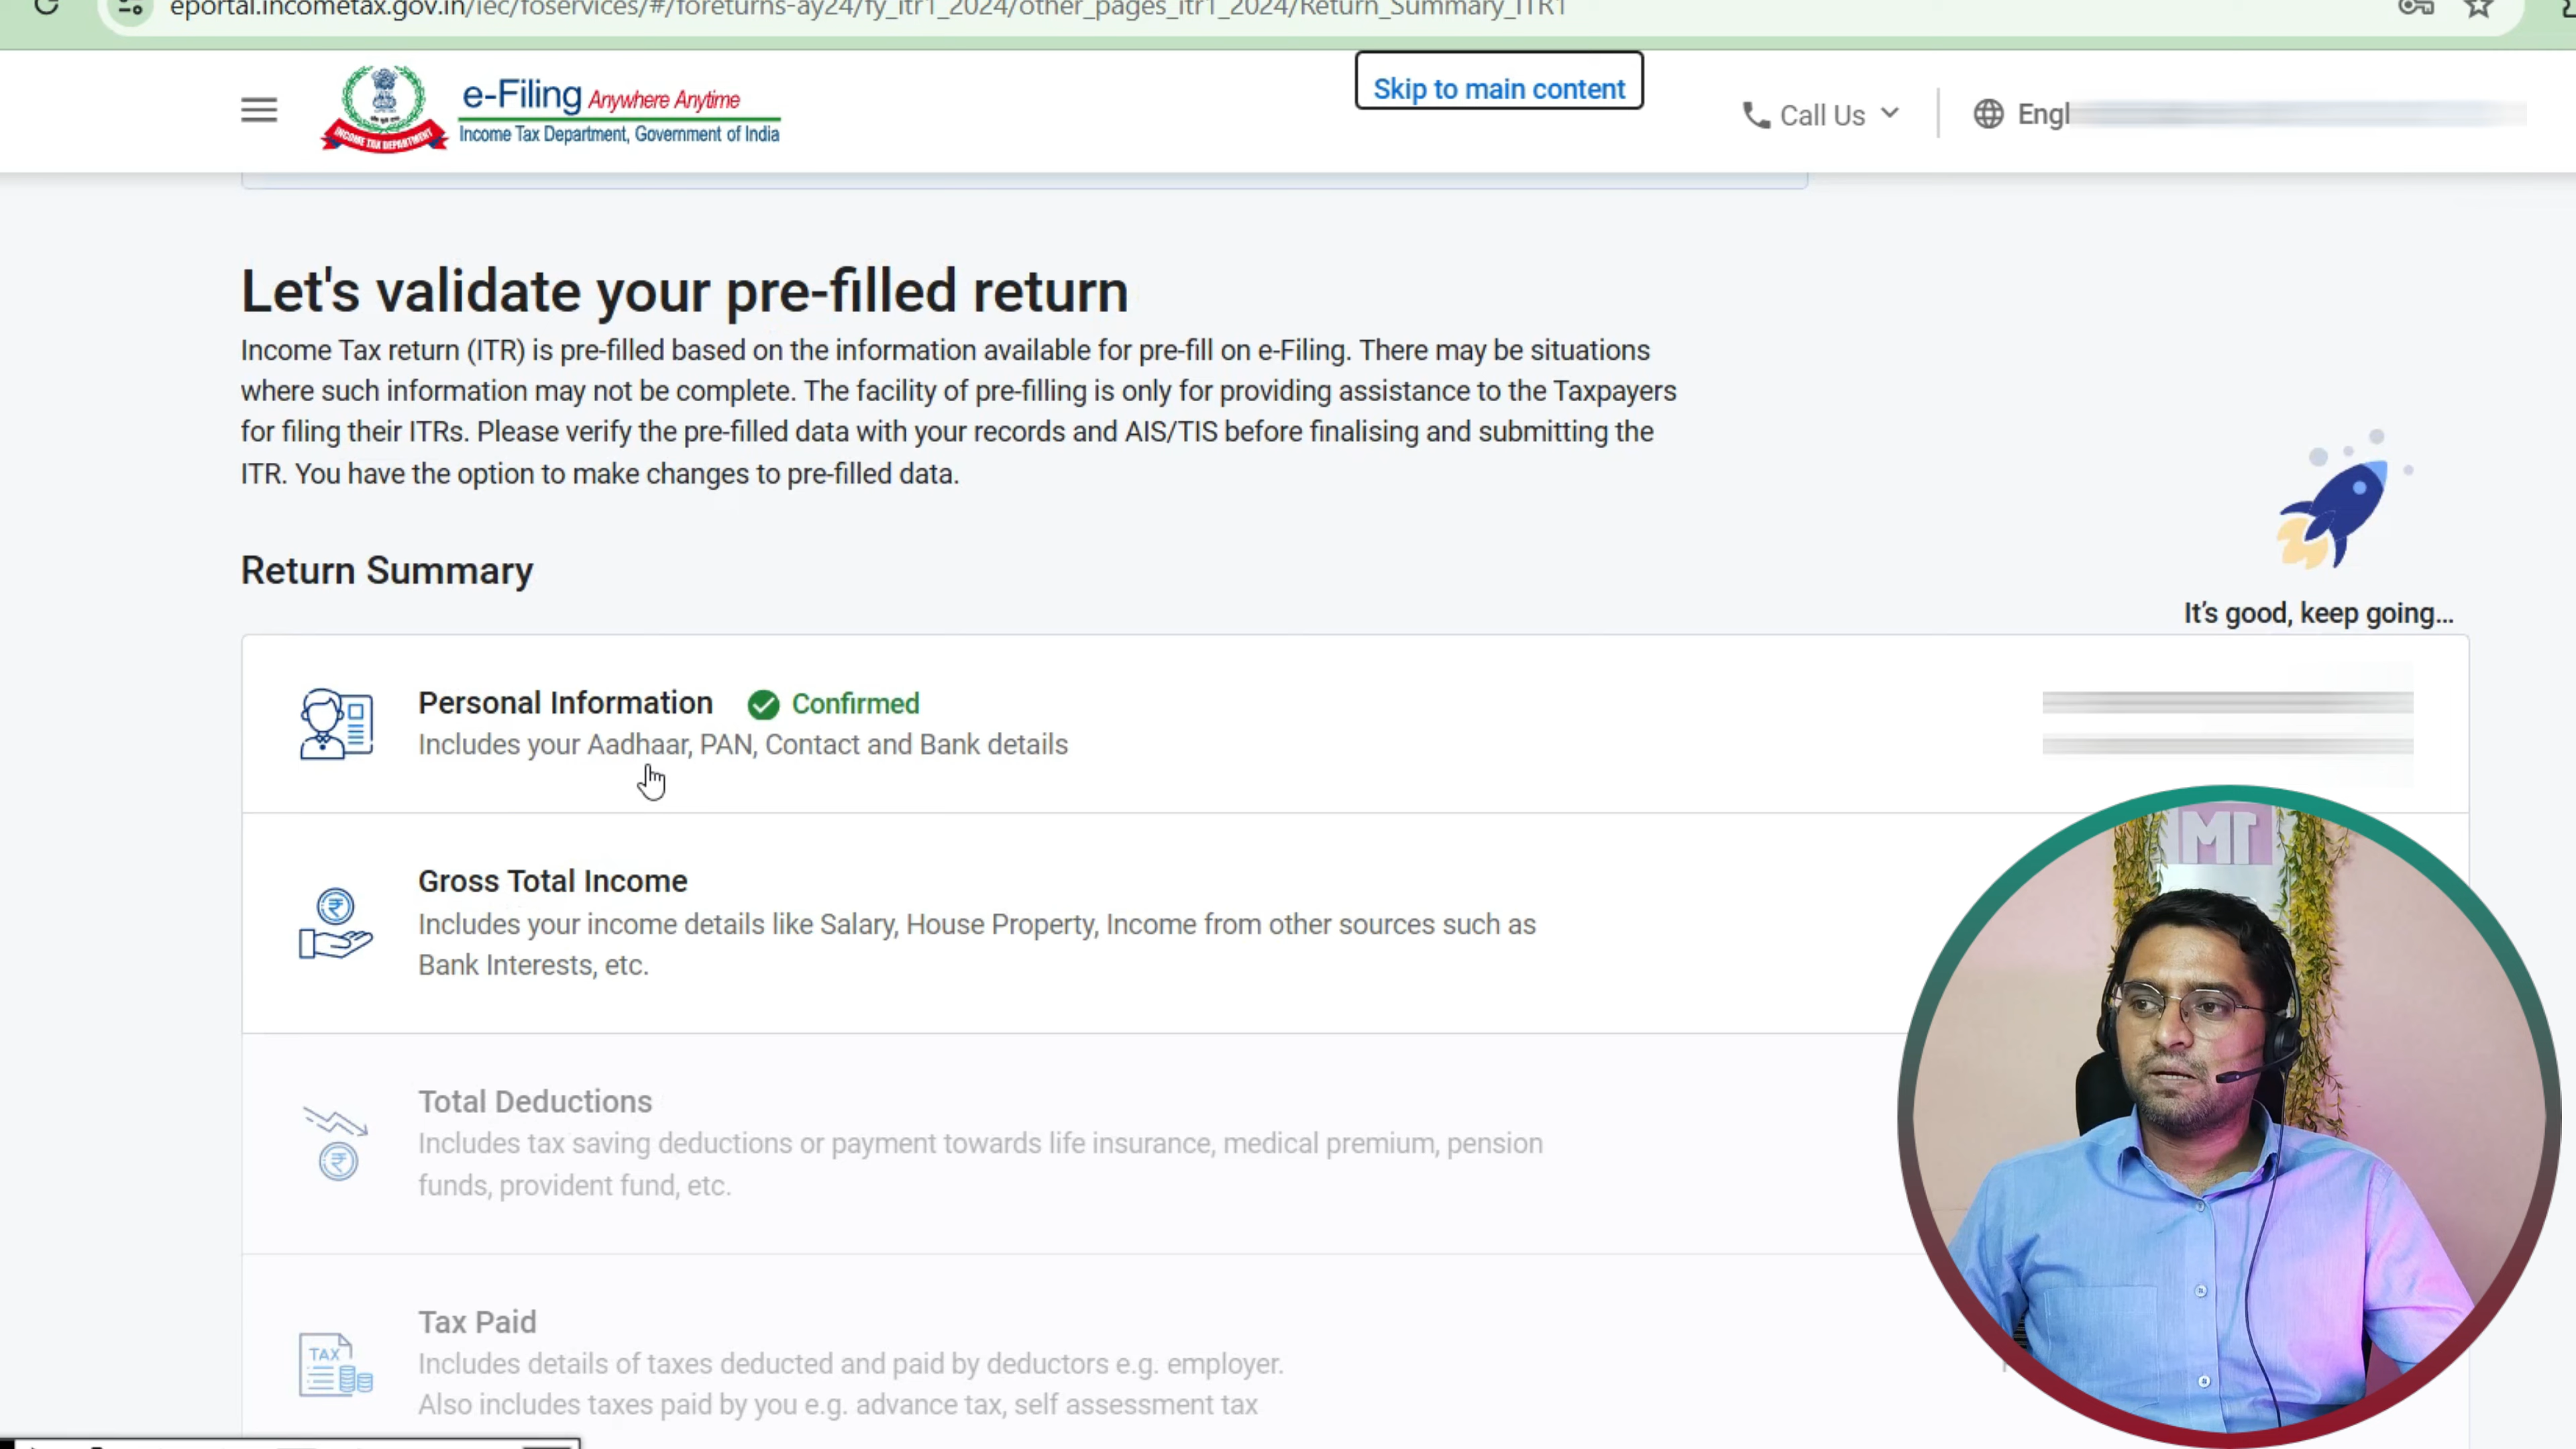 eportal.incometax.gov.in/iec/foservices/#/foreturns-ay24/fy_itr1_2024/other_pages_itr1_2024/Return_Summary_ITR1
e-Filing Anywhere Anytime
Income Tax Department, Government of India
INCOME TAX DEPARTMENT
Skip to main content
Call Us
Engl
Let's validate your pre-filled return
Income Tax return (ITR) is pre-filled based on the information available for pre-fill on e-Filing. There may be situations
where such information may not be complete. The facility of pre-filling is only for providing assistance to the Taxpayers
for filing their ITRs. Please verify the pre-filled data with your records and AIS/TIS before finalising and submitting the
ITR. You have the option to make changes to pre-filled data.
Return Summary
It's good, keep going...
Personal Information Confirmed
Includes your Aadhaar, PAN, Contact and Bank details
Gross Total Income
Includes your income details like Salary, House Property, Income from other sources such as
Bank Interests, etc.
Total Deductions
Includes tax saving deductions or payment towards life insurance, medical premium, pension
funds, provident fund, etc.
Tax Paid
TAX
Includes details of taxes deducted and paid by deductors e.g. employer.
Also includes taxes paid by you e.g. advance tax, self assessment tax